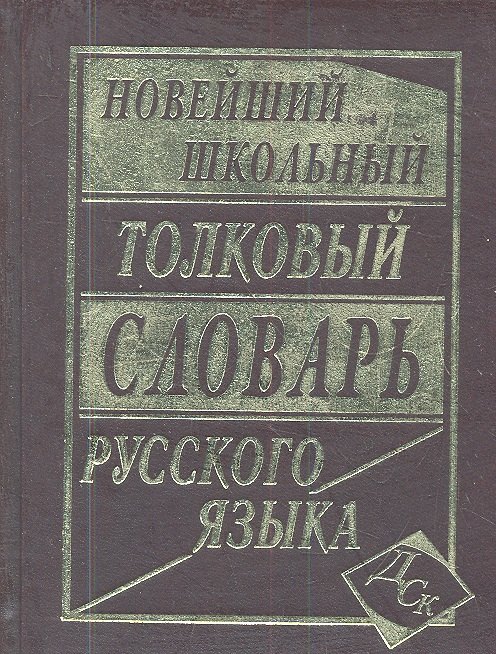 НОВЕЙШИЙ
ШКОЛЬНЫЙ
ТОЛКОВЫЙ
СЛОВАРЬ
РУССКОГО
ЯЗЫКА
ДСК